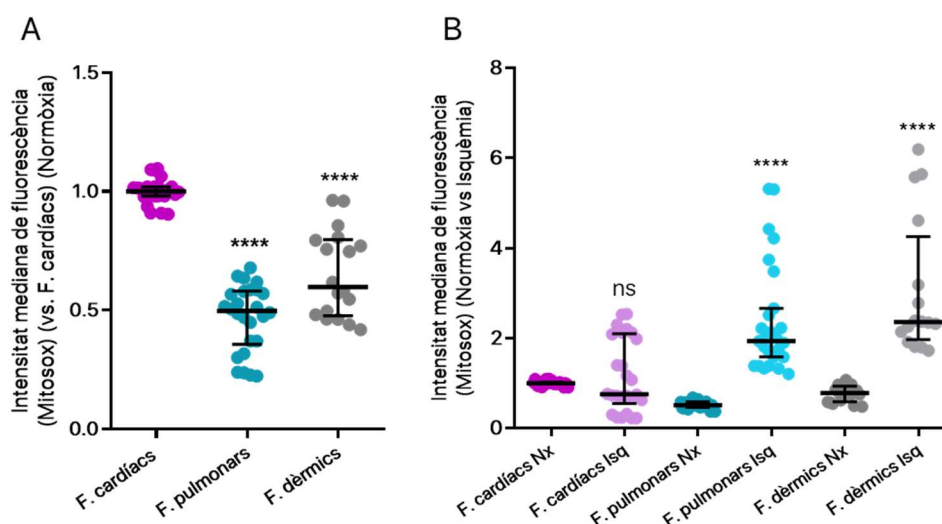 A
Intensitat mediana de fluorescència
(Mitosox) (vs. F. cardíacs) (Normòxia)
1.5
1.0
0.5
0.0
****
****
F. cardíacs
F. pulmonars
F. dèrmics
B
Intensitat mediana de fluorescència
(Mitosox) (Normòxia vs Isquèmia)
8
6
4
2
0
ns
****
****
F. cardíacs Nx
F. cardíacs Isq
F. pulmonars Nx
F. pulmonars Isq
F. dèrmics Nx
F. dèrmics Isq